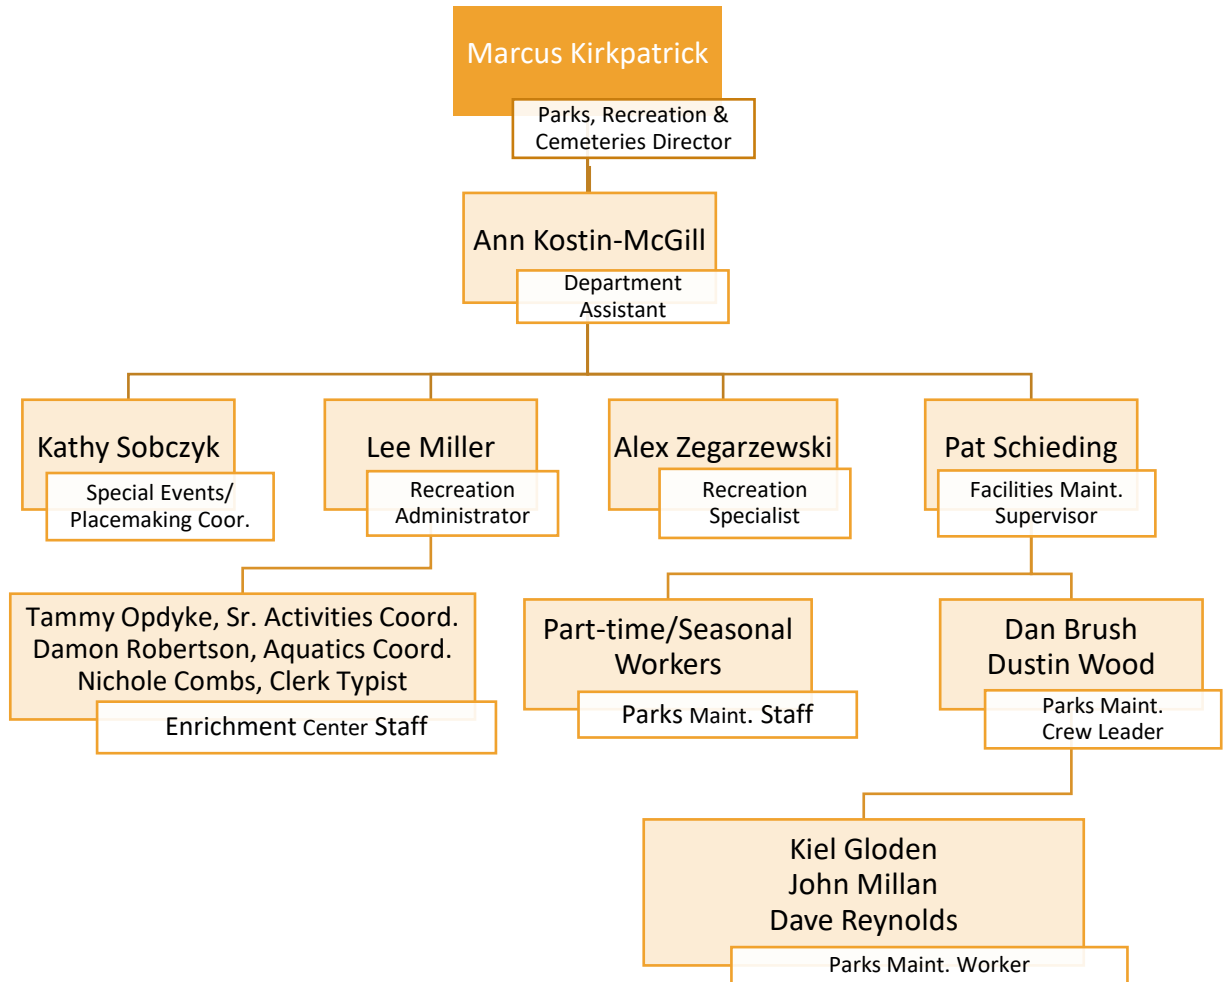 Marcus Kirkpatrick
Parks, Recreation &
Cemeteries Director
Ann Kostin-McGill
Department
Assistant
Kathy Sobczyk
Special Events/
Placemaking Coor.
Lee Miller
Recreation
Administrator
Alex Zegarzewski
Recreation
Specialist
Pat Schieding
Facilities Maint.
Supervisor
Tammy Opdyke, Sr. Activities Coord.
Damon Robertson, Aquatics Coord.
Nichole Combs, Clerk Typist
Enrichment Center Staff
Part-time/Seasonal
Workers
Parks Maint. Staff
Dan Brush
Dustin Wood
Parks Maint.
Crew Leader
Kiel Gloden
John Millan
Dave Reynolds
Parks Maint. Worker